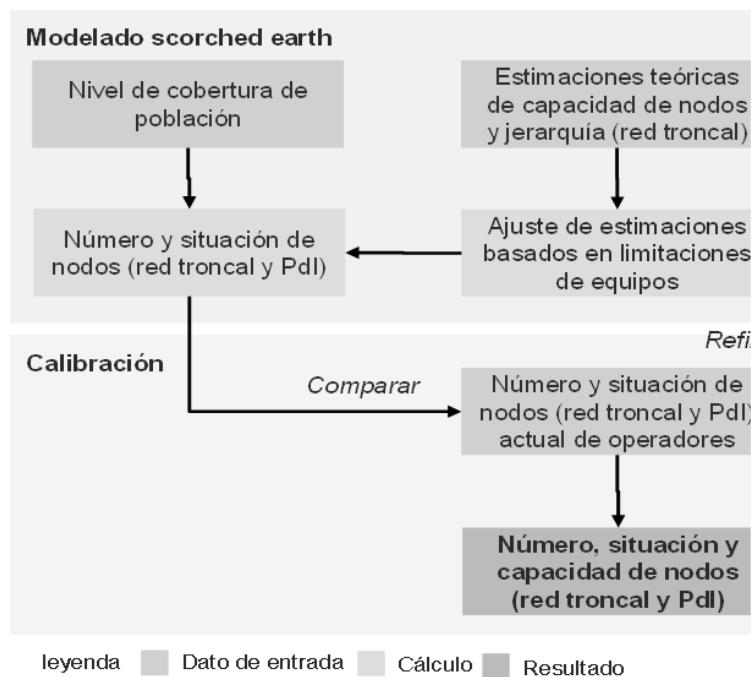 Modelado scorched earth
Nivel de cobertura de
población
Estimaciones teóricas
de capacidad de nodos
y jerarquía (red troncal)
Número y situación de
nodos (red troncal y PdI)
Ajuste de estimaciones
basados en limitaciones
de equipos
Refi
Calibración
Comparar
Número y situación de
nodos (red troncal y PdI)
actual de operadores
Número, situación y
capacidad de nodos
(red troncal y PdI)
leyenda Dato de entrada Cálculo Resultado